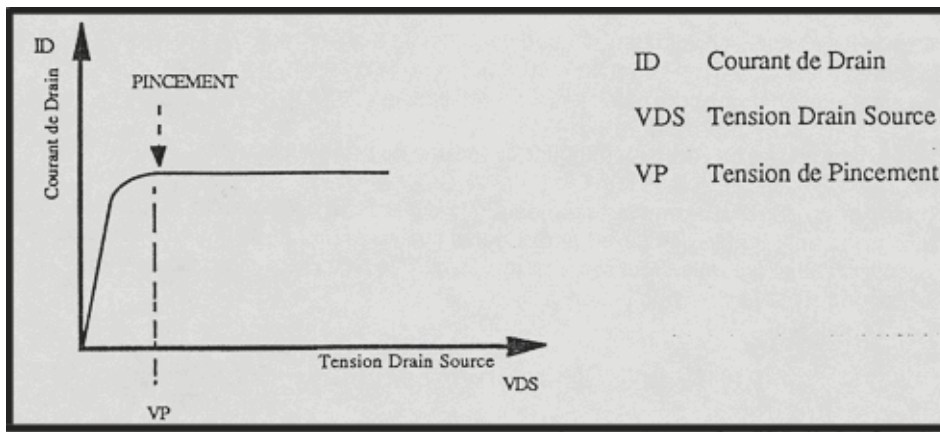 ID
Courant de Drain
PINCEMENT
Tension Drain Source
VDS
VP
ID Courant de Drain
VDS Tension Drain Source
VP Tension de Pincement